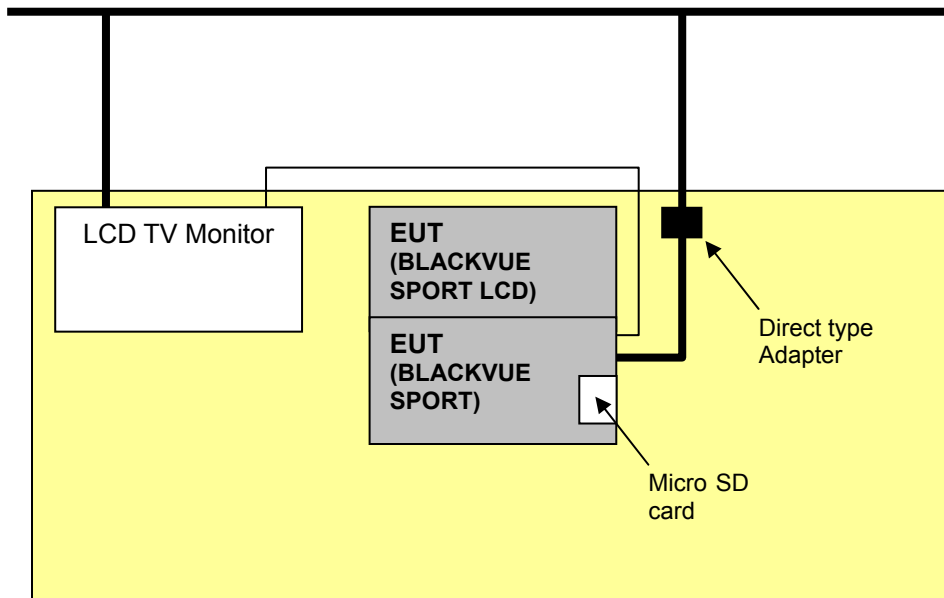 LCD TV Monitor
EUT
(BLACKVUE
SPORT LCD)
EUT
(BLACKVUE
SPORT)
Direct type
Adapter
Micro SD
card